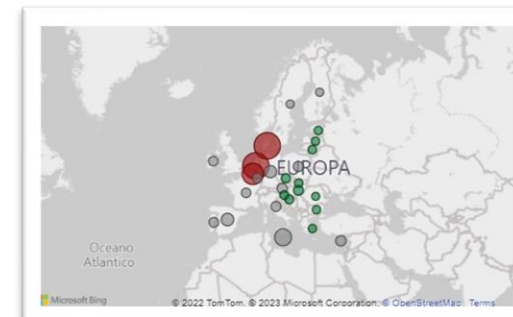 EUROPA
Oceano
Atlantico
Microsoft Bing
© 2022 TomTom, © 2023 Microsoft Corporation, © OpenStreetMap Terms